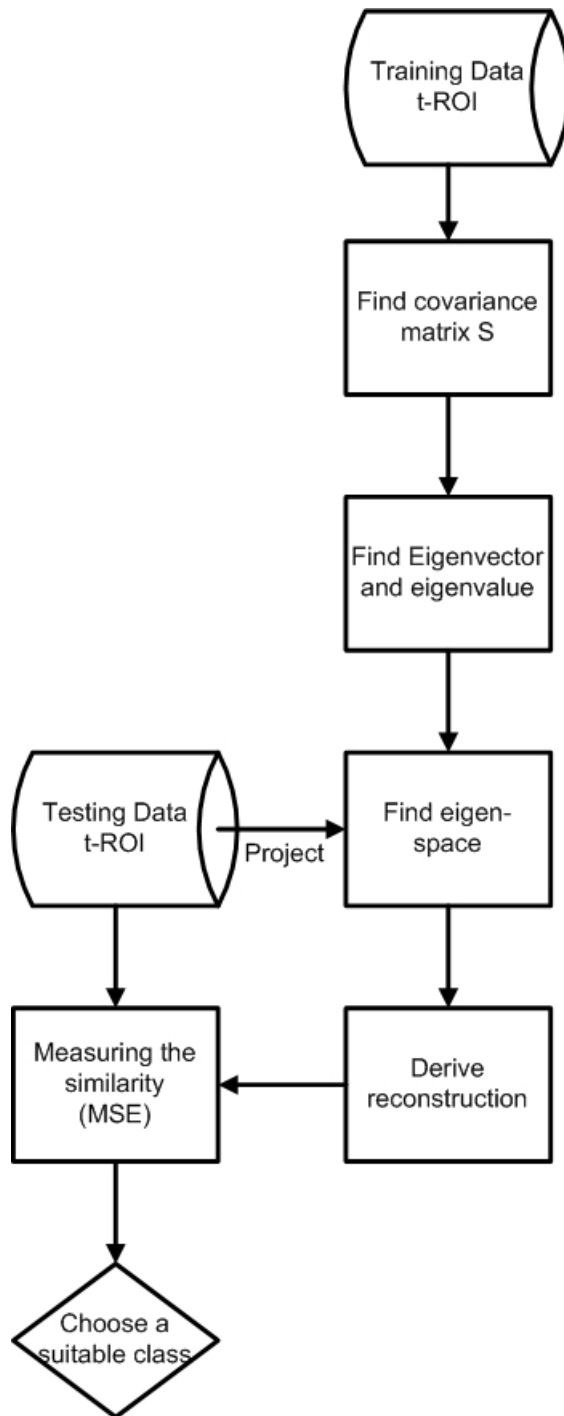 Training Data
t-ROI
Find covariance
matrix S
Find Eigenvector
and eigenvalue
Testing Data
t-ROI
Project
Find eigen-
space
Measuring the
similarity
(MSE)
Derive
reconstruction
Choose a
suitable class